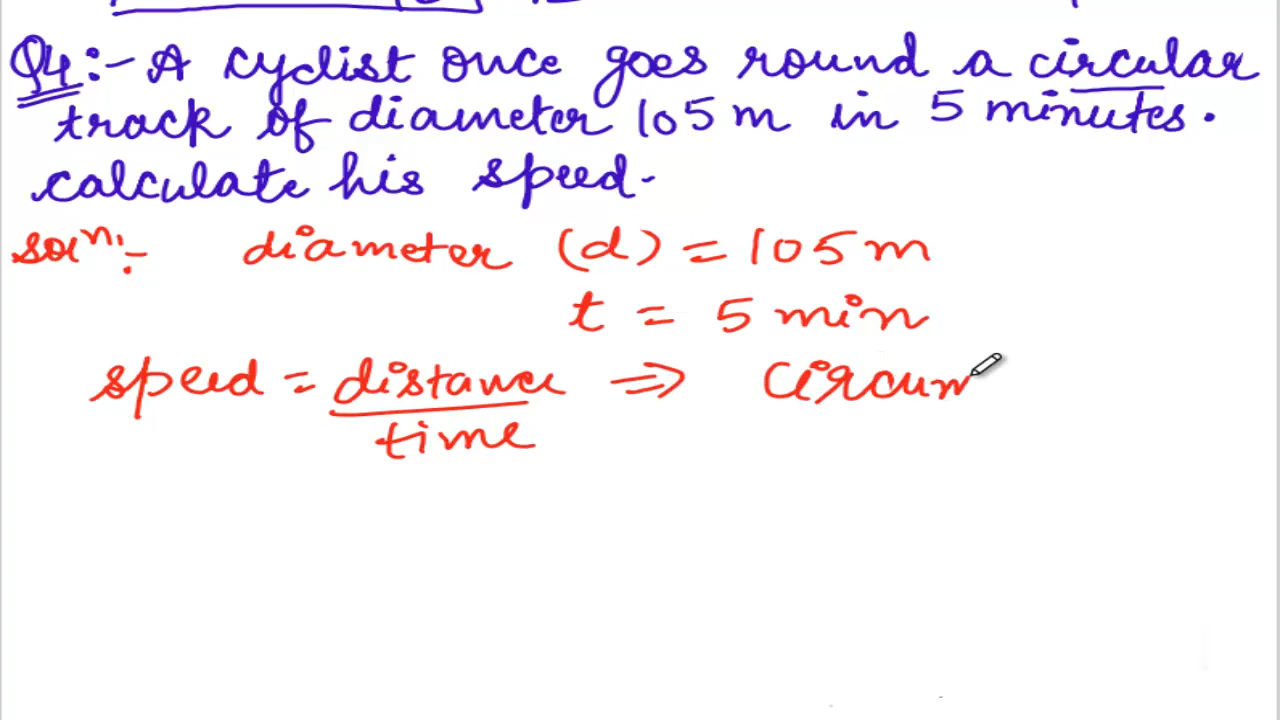 Q4:- A cyclist once goes round a circular
track of diameter 105 m in 5 minutes.
calculate his speed.
soln:- diameter (d) = 105 m
t = 5 min
speed = distance ⇒ circum
time